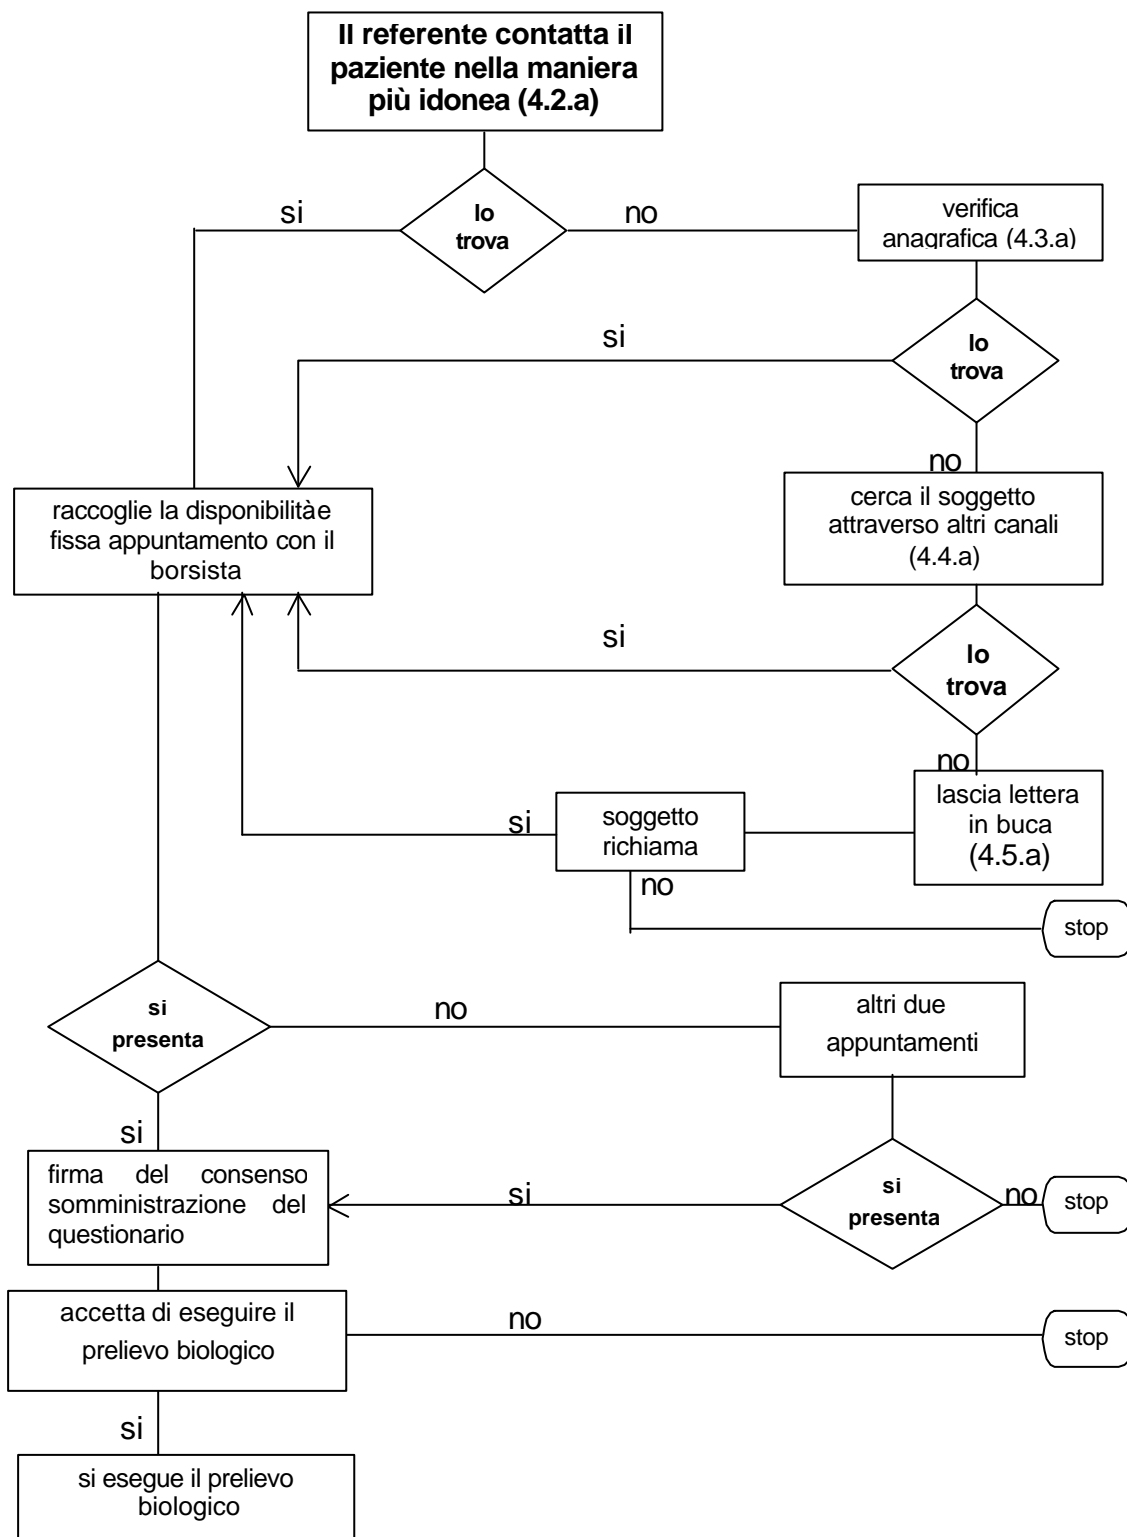 Il referente contatta il
paziente nella maniera
più idonea (4.2.a)
si
lo
trova
no
verifica
anagrafica (4.3.a)
si
lo
trova
no
raccoglie la disponibilità e
fissa appuntamento con il
borsista
cerca il soggetto
attraverso altri canali
(4.4.a)
si
lo
trova
no
lascia lettera
in buca
(4.5.a)
si
soggetto
richiama
no
stop
si
presenta
no
altri due
appuntamenti
si
firma del consenso
somministrazione del
questionario
si
si
presenta
no
stop
accetta di eseguire il
prelievo biologico
no
stop
si
si esegue il prelievo
biologico